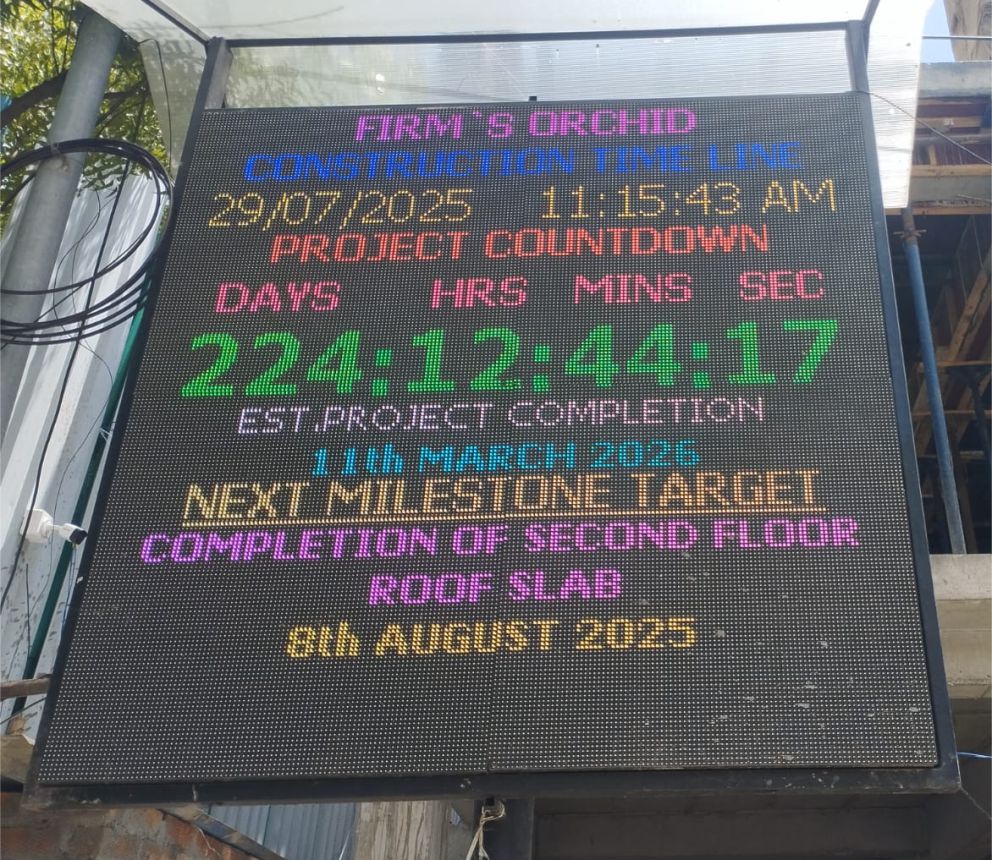 FIRM`S ORCHID
CONSTRUCTION TIME LINE
29/07/2025 11:15:43 AM
PROJECT COUNTDOWN
DAYS HRS MINS SEC
224:12:44:17
EST.PROJECT COMPLETION
11th MARCH 2026
NEXT MILESTONE TARGET
COMPLETION OF SECOND FLOOR
ROOF SLAB
8th AUGUST 2025